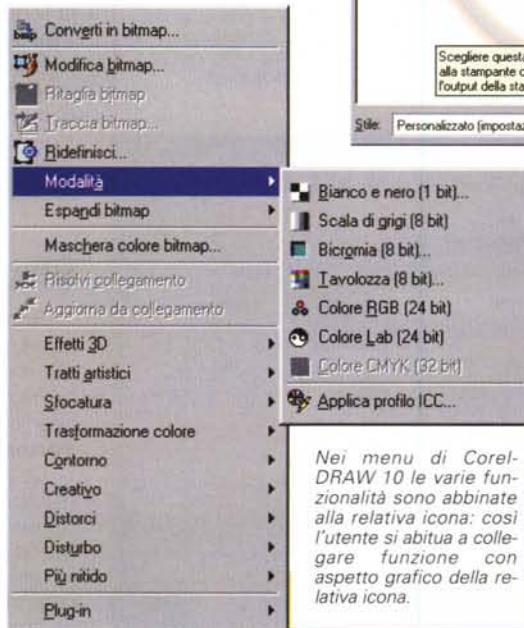 Converti in bitmap...
Modifica bitmap...
Ritaglia bitmap
Traccia bitmap...
Ridefinisci...
Modalità
Espandi bitmap
Maschera colore bitmap...
Risolvi collegamento
Aggiorna da collegamento
Effetti 3D
Tratti artistici
Sfocatura
Trasformazione colore
Contorno
Creativo
Distorci
Disturbo
Più nitido
Plug-in
Scegliere questa
alla stampante
l'output della
Stile: Personalizzato
Bianco e nero (1 bit)...
Scala di grigi (8 bit)
Bicromia (8 bit)...
Tavolozza (8 bit)...
Colore RGB (24 bit)
Colore Lab (24 bit)
Colore CMYK (32 bit)
Applica profilo ICC...
Nei menu di Corel-
DRAW 10 le varie fun-
zionalità sono abbinate
alla relativa icona: così
l'utente si abitua a colle-
gare funzione con
aspetto grafico della re-
lativa icona.